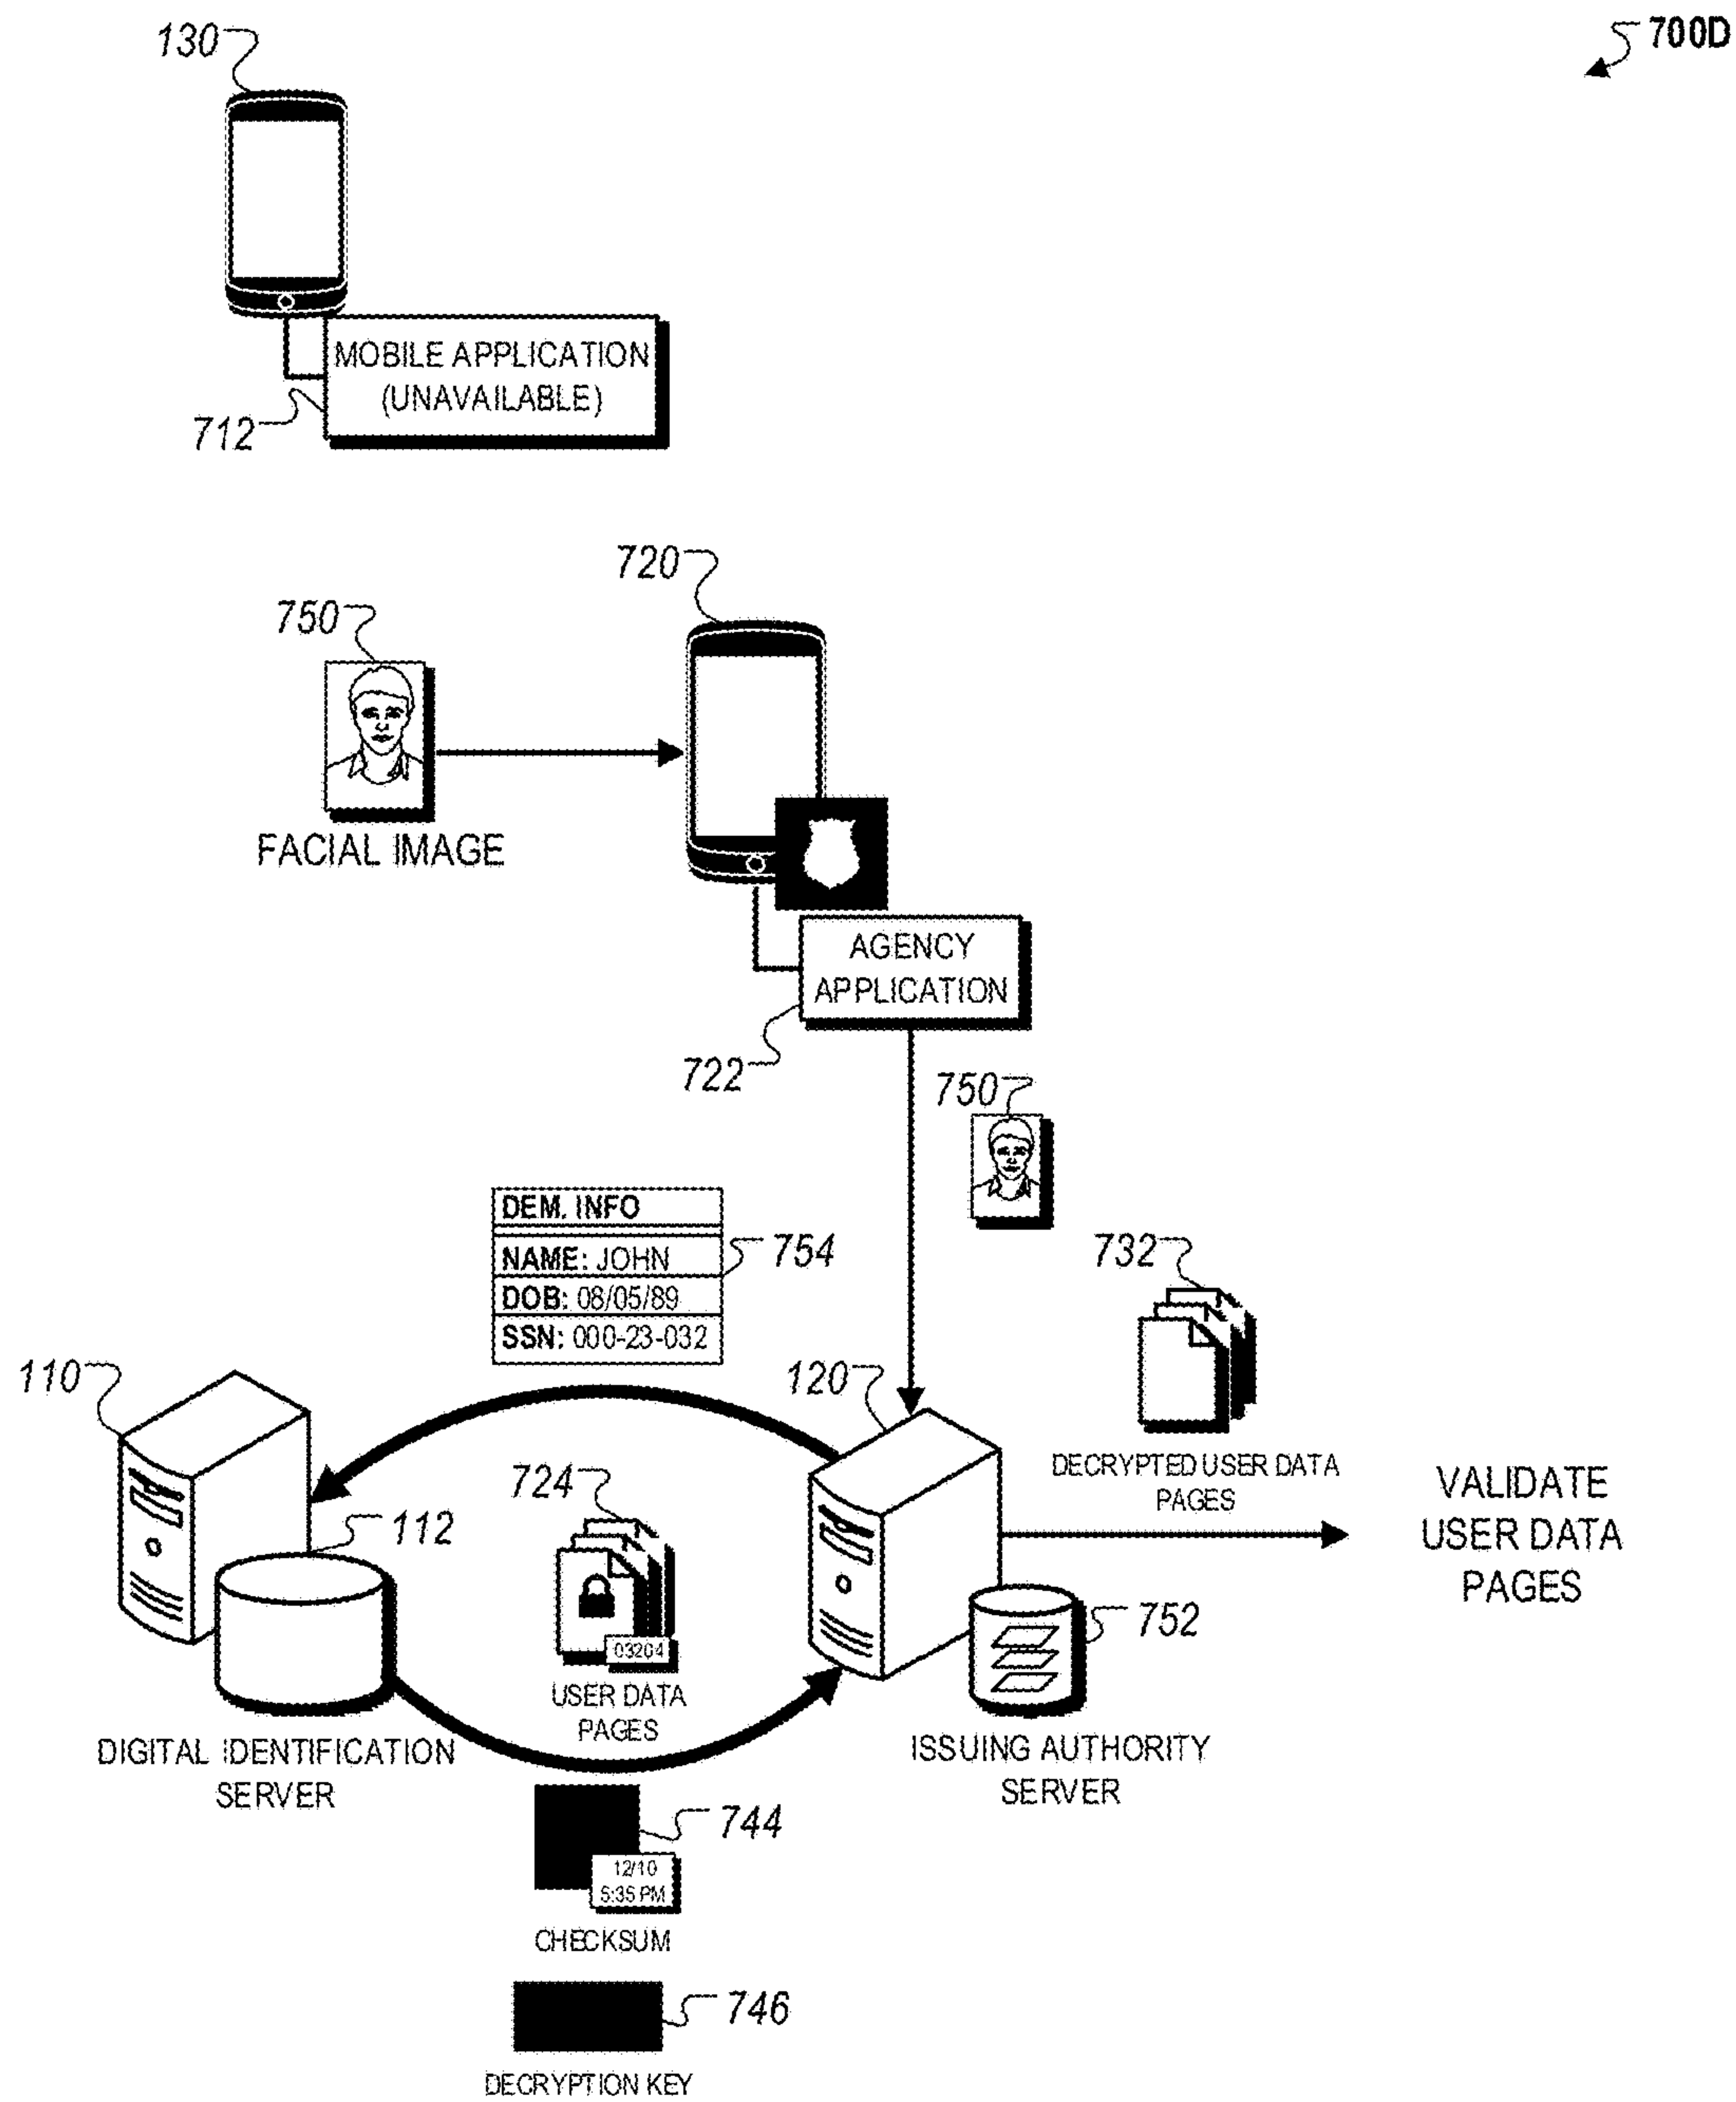 700D
130
MOBILE APPLICATION
(UNAVAILABLE)
712
720
750
FACIAL IMAGE
AGENCY
APPLICATION
722
750
DEM. INFO
NAME: JOHN
754
DOB: 08/05/89
SSN: 000-23-032
732
110
120
DECRYPTED USER DATA
PAGES
VALIDATE
USER DATA
PAGES
724
112
03204
752
USER DATA
PAGES
DIGITAL IDENTIFICATION
SERVER
ISSUING AUTHORITY
SERVER
744
12/10
5:35 PM
CHECKSUM
746
DECRYPTION KEY